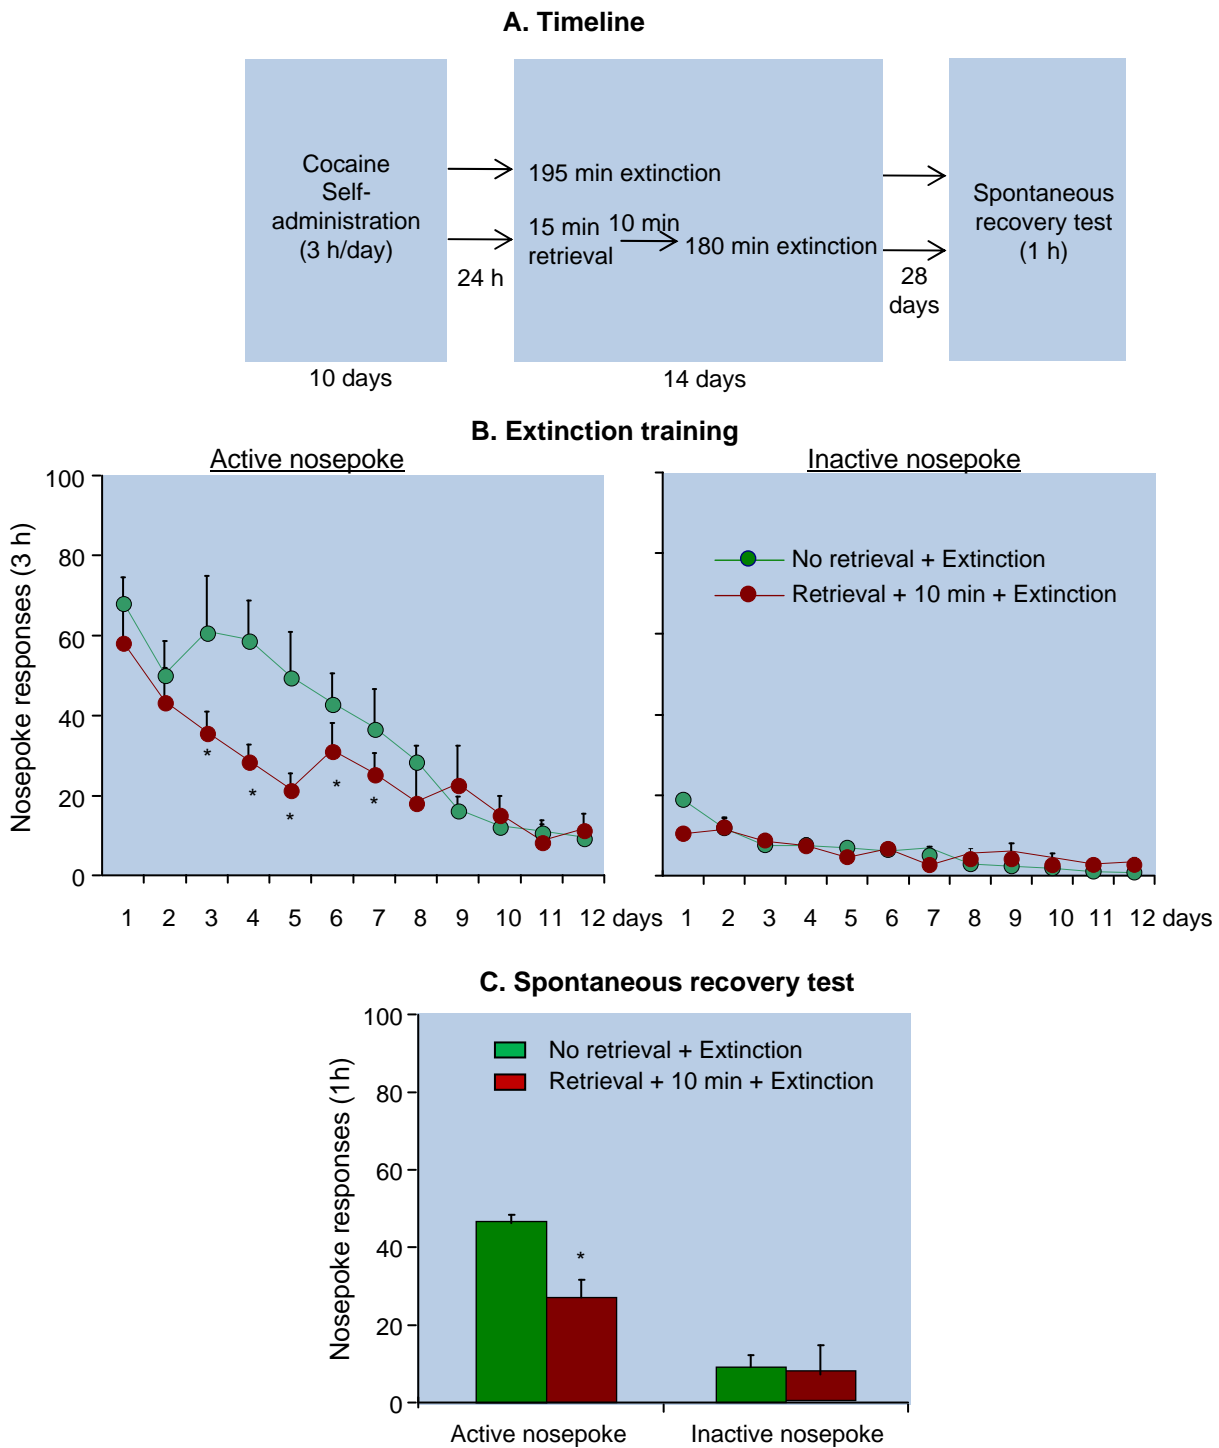 A. Timeline
Cocaine
Self-
administration
(3 h/day)
24 h
195 min extinction
15 min
retrieval
10 min
180 min extinction
28
days
Spontaneous
recovery test
(1 h)
10 days
14 days
B. Extinction training
Active nosepoke
Inactive nosepoke
Nosepoke responses (3 h)
100
80
60
40
20
0
* * * * *
1 2 3 4 5 6 7 8 9 10 11 12 days
No retrieval + Extinction
Retrieval + 10 min + Extinction
1 2 3 4 5 6 7 8 9 10 11 12 days
C. Spontaneous recovery test
Nosepoke responses (1h)
100
80
60
40
20
0
No retrieval + Extinction
Retrieval + 10 min + Extinction
*
Active nosepoke
Inactive nosepoke